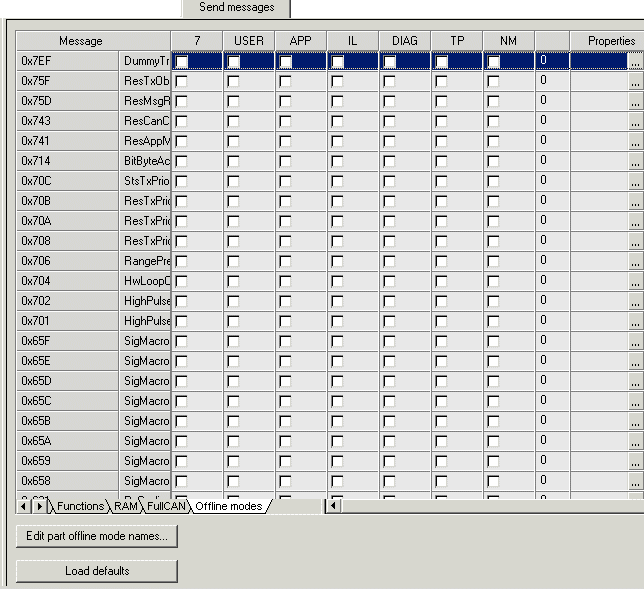 Send messages
Message 7 USER APP IL DIAG TP NM Properties
0x7EF DummyTr 0 ...
0x75F ResTxOb 0 ...
0x75D ResMsgR 0 ...
0x743 ResCanC 0 ...
0x741 ResAppM 0 ...
0x714 BitByteAc 0 ...
0x70C StsTxPrio 0 ...
0x70B ResTxPrio 0 ...
0x70A ResTxPrio 0 ...
0x708 ResTxPrio 0 ...
0x706 RangePre 0 ...
0x704 HwLoopC 0 ...
0x702 HighPulse 0 ...
0x701 HighPulse 0 ...
0x65F SigMacro 0 ...
0x65E SigMacro 0 ...
0x65D SigMacro 0 ...
0x65C SigMacro 0 ...
0x65B SigMacro 0 ...
0x65A SigMacro 0 ...
0x659 SigMacro 0 ...
0x658 SigMacro 0 ...
Functions RAM FullCAN Offline modes
Edit part offline mode names...
Load defaults